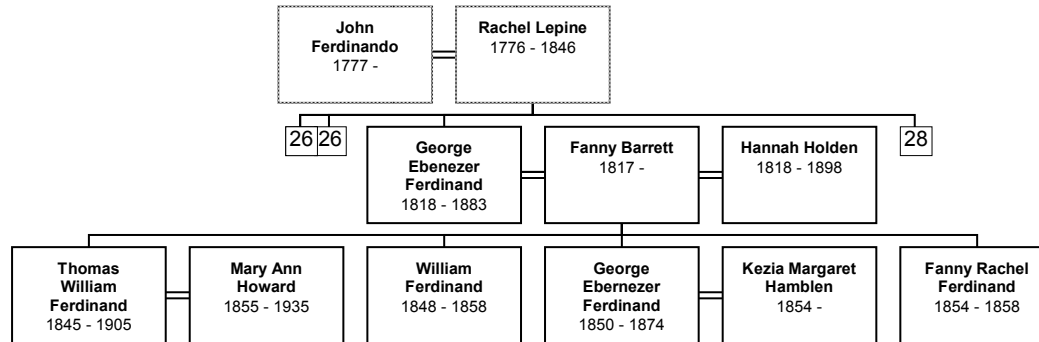 John
Ferdinando
1777 -
Rachel Lepine
1776 - 1846
26
26
28
George
Ebenezer
Ferdinand
1818 - 1883
Fanny Barrett
1817 -
Hannah Holden
1818 - 1898
Thomas
William
Ferdinand
1845 - 1905
Mary Ann
Howard
1855 - 1935
William
Ferdinand
1848 - 1858
George
Ebernezer
Ferdinand
1850 - 1874
Kezia Margaret
Hamblen
1854 -
Fanny Rachel
Ferdinand
1854 - 1858